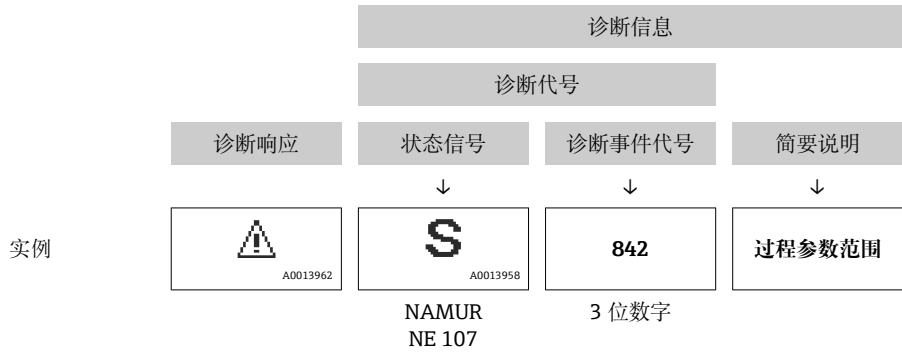 诊断信息
诊断代号
诊断响应 状态信号 诊断事件代号 简要说明
↓ ↓ ↓
实例 ⚠ S 842 过程参数范围
A0013962 A0013958
NAMUR 3 位数字
NE 107